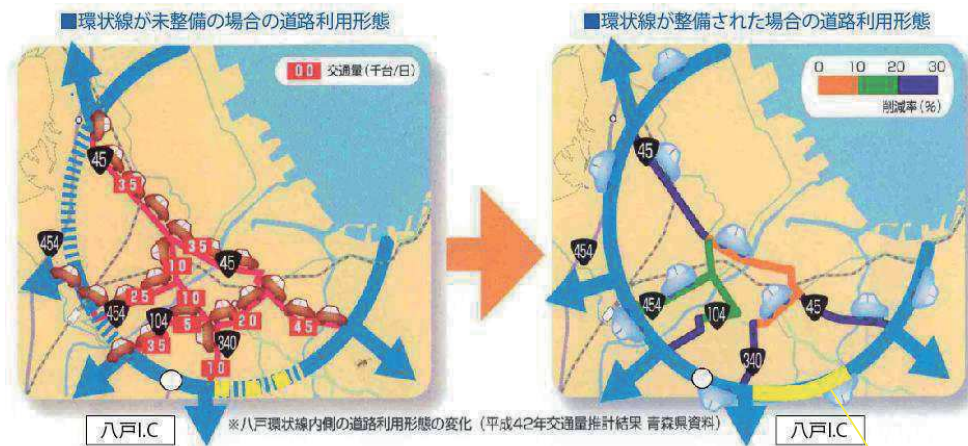 ■環状線が未整備の場合の道路利用形態
00 交通量(千台/日)
45
35
35
45
454
10
25
10
454
104
5
20
45
35
340
10
八戸I.C
■環状線が整備された場合の道路利用形態
0 10 20 30
削減率(%)
45
454
454
104
45
340
八戸I.C
※八戸環状線内側の道路利用形態の変化 (平成42年交通量推計結果 青森県資料)